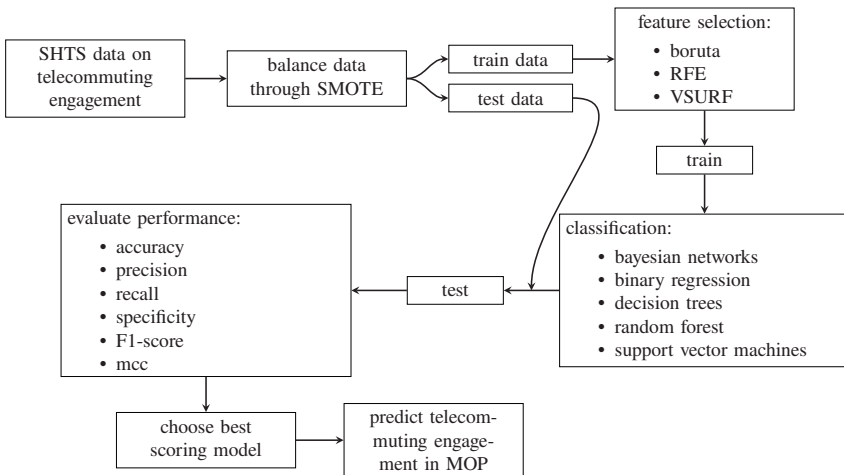 SHTS data on
telecommuting
engagement
balance data
through SMOTE
train data
test data
feature selection:
• boruta
• RFE
• VSURF
train
classification:
• bayesian networks
• binary regression
• decision trees
• random forest
• support vector machines
test
evaluate performance:
• accuracy
• precision
• recall
• specificity
• F1-score
• mcc
choose best
scoring model
predict telecom-
muting engage-
ment in MOP